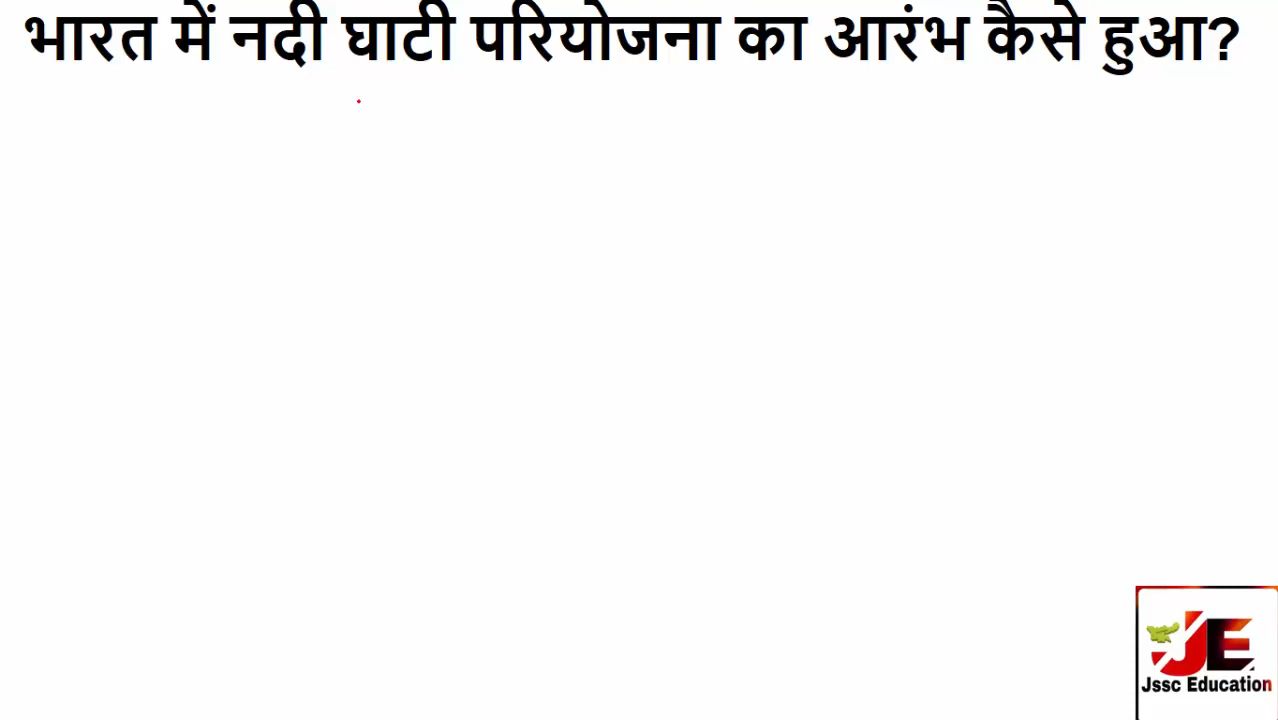 भारत में नदी घाटी परियोजना का आरंभ कैसे हुआ?
JE
Jssc Education